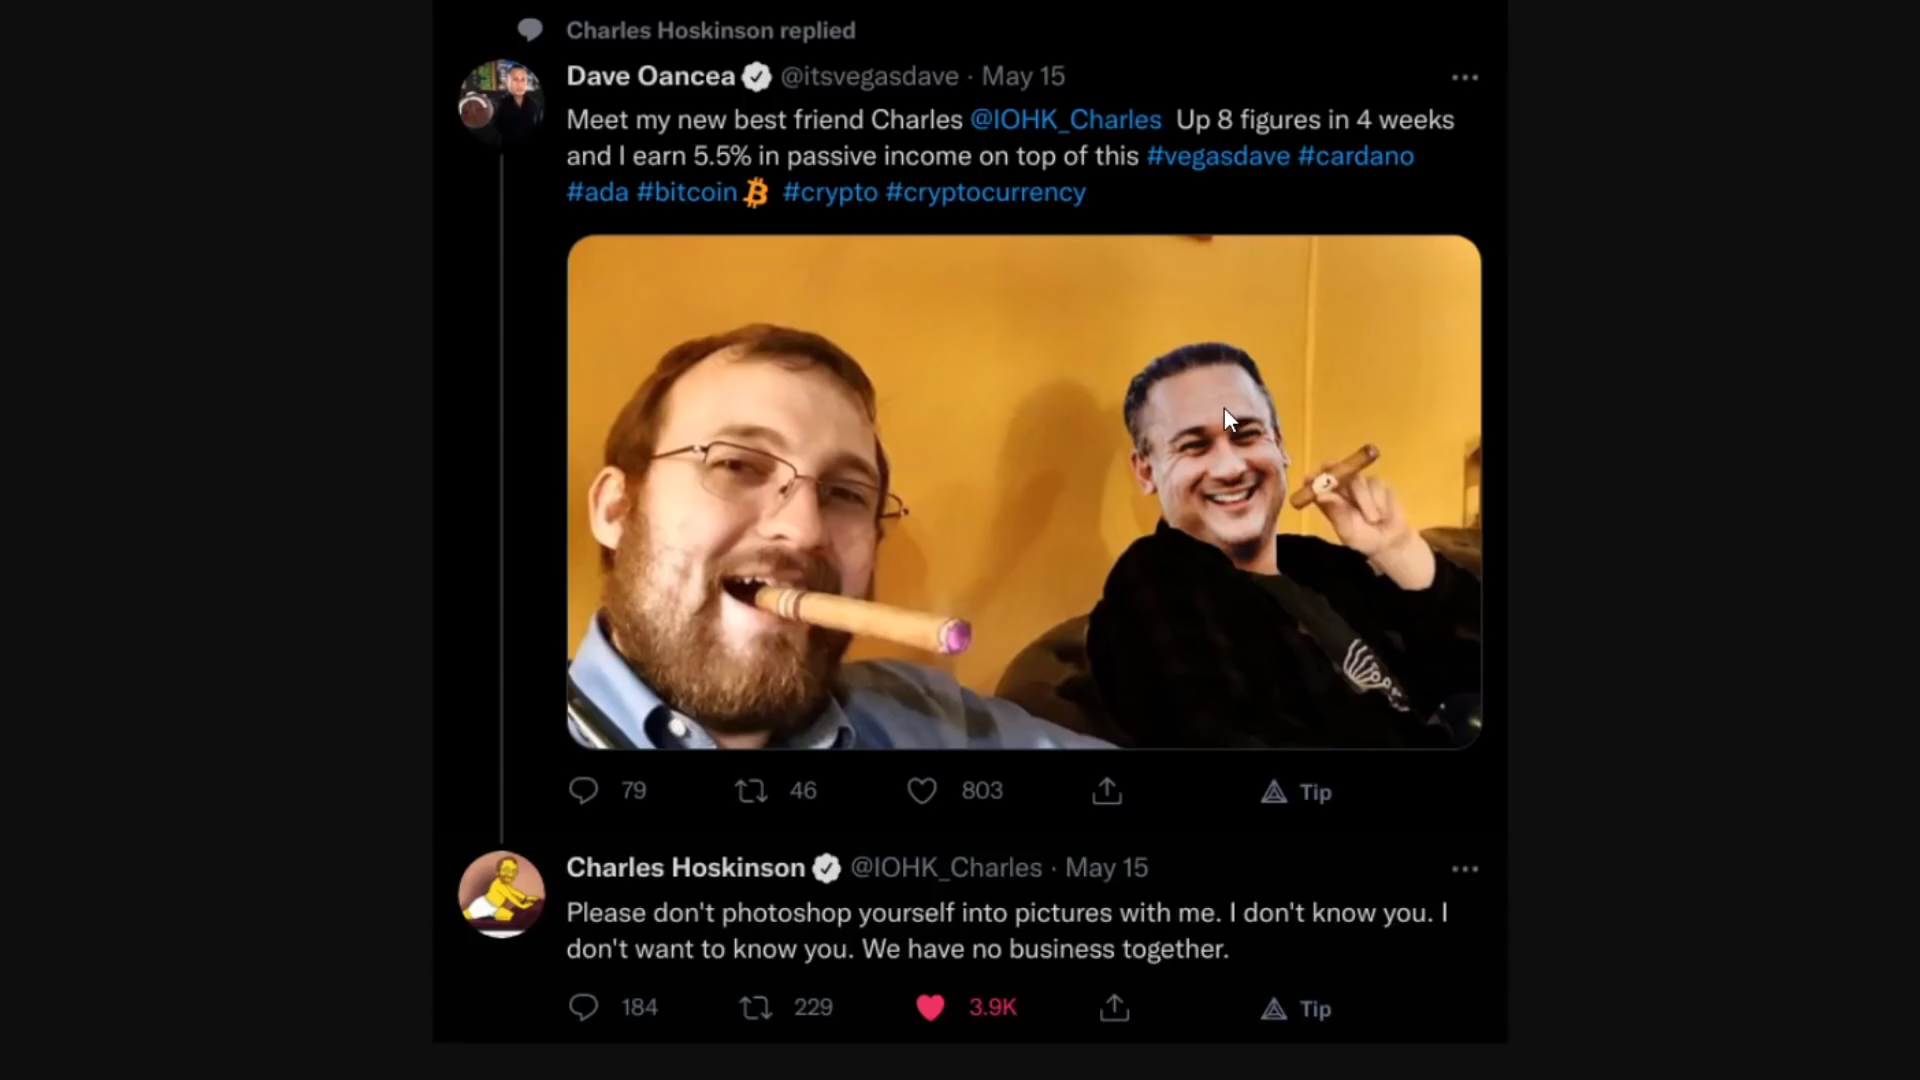 Charles Hoskinson replied
Dave Oancea @itsvegasdave · May 15
Meet my new best friend Charles @IOHK_Charles Up 8 figures in 4 weeks
and I earn 5.5% in passive income on top of this #vegasdave #cardano
#ada #bitcoin #crypto #cryptocurrency
79 46 803 Tip
Charles Hoskinson @IOHK_Charles · May 15
Please don't photoshop yourself into pictures with me. I don't know you. I
don't want to know you. We have no business together.
184 229 3.9K Tip